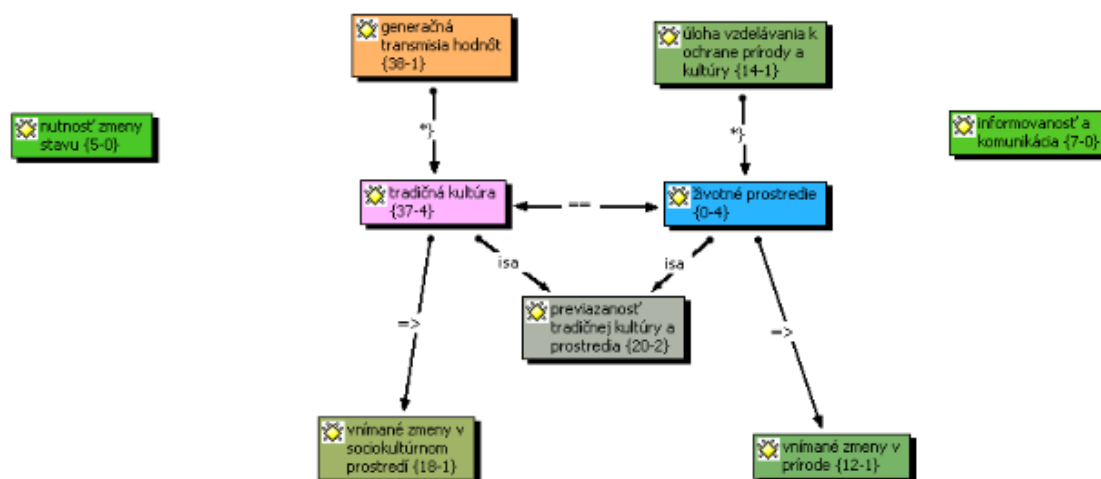 generačná
transmisia hodnôt
{38-1}
úloha vzdelávania k
ochrane prírody a
kultúry {14-1}
nutnosť zmeny
stavu {5-0}
informovanosť a
komunikácia {7-0}
*}
*}
tradičná kultúra
{37-4}
==
životné prostredie
{0-4}
isa
isa
previazanosť
tradičnej kultúry a
prostredia {20-2}
=>
=>
vnímané zmeny v
sociokultúrnom
prostredí {18-1}
vnímané zmeny v
prírode {12-1}